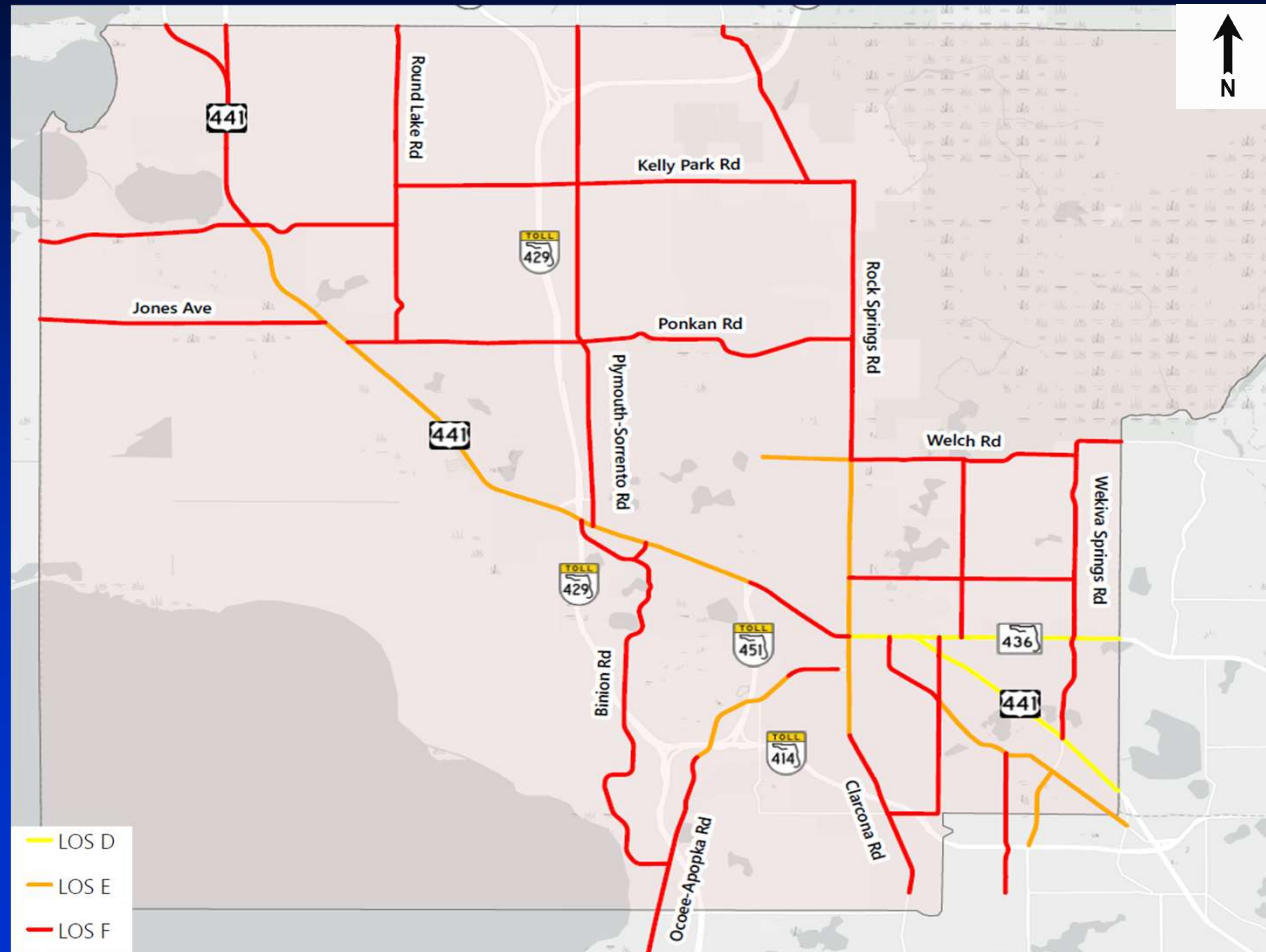 N
441
Round Lake Rd
Kelly Park Rd
TOLL
429
Rock Springs Rd
Jones Ave
Ponkan Rd
Plymouth-Sorrento Rd
441
Welch Rd
Wekiva Springs Rd
TOLL
429
TOLL
451
436
Binion Rd
441
TOLL
414
Clarcona Rd
Ocoee-Apopka Rd
LOS D
LOS E
LOS F